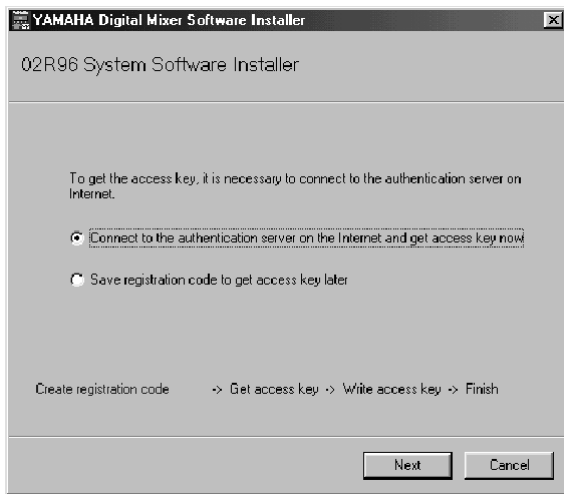 YAMAHA Digital Mixer Software Installer
02R96 System Software Installer
To get the access key, it is necessary to connect to the authentication server on
Internet.
Connect to the authentication server on the Internet and get access key now
Save registration code to get access key later
Create registration code -> Get access key -> Write access key -> Finish
Next Cancel